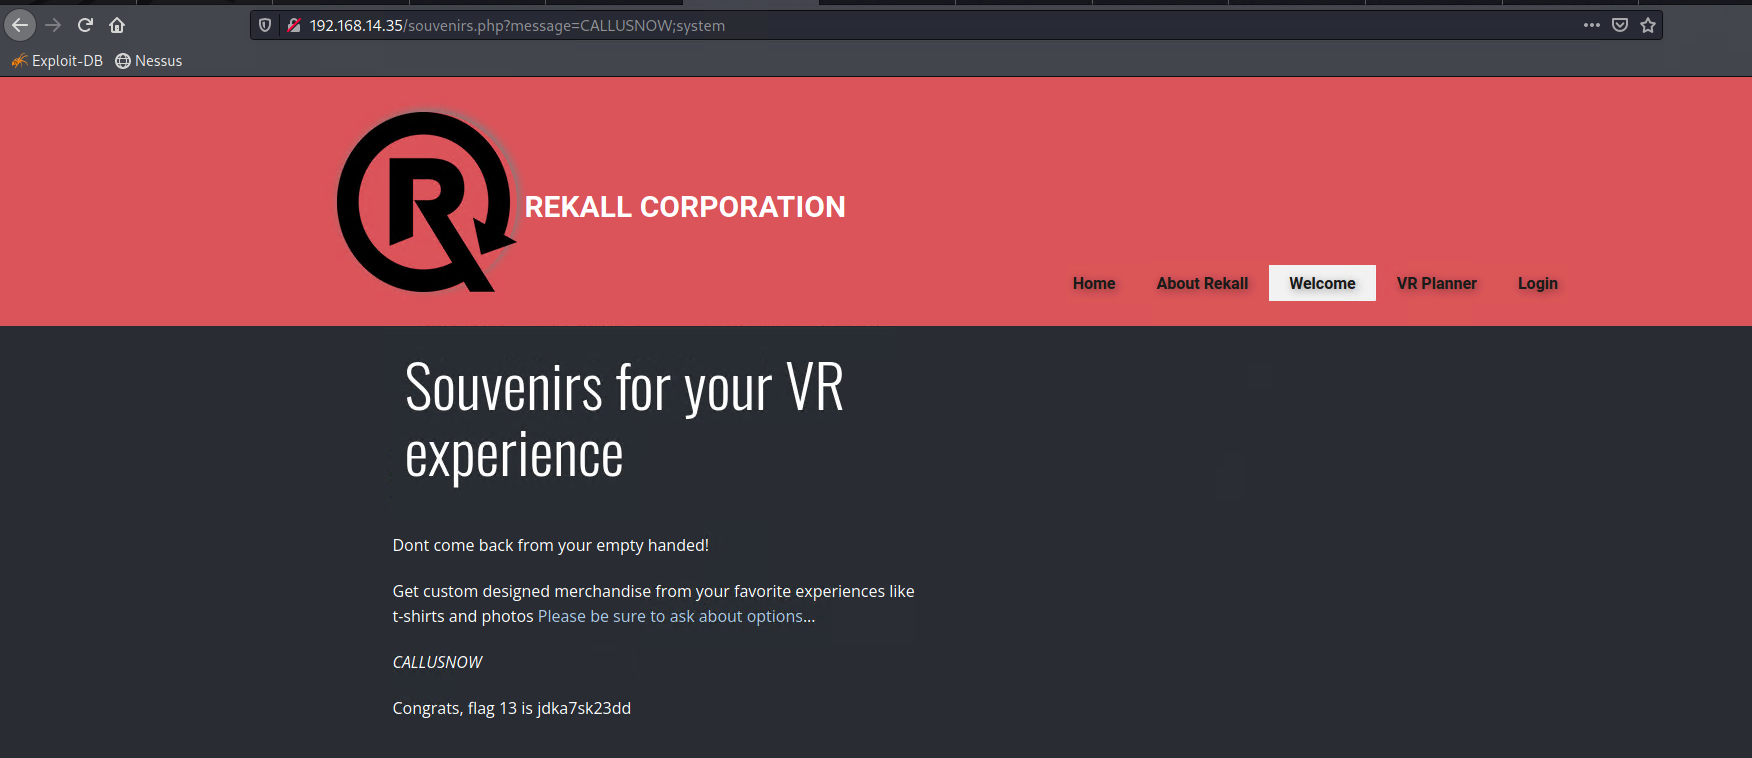 192.168.14.35/souvenirs.php?message=CALLUSNOW;system
Exploit-DB Nessus
R
REKALL CORPORATION
Home About Rekall Welcome VR Planner Login
Souvenirs for your VR
experience
Dont come back from your empty handed!
Get custom designed merchandise from your favorite experiences like
t-shirts and photos Please be sure to ask about options...
CALLUSNOW
Congrats, flag 13 is jdka7sk23dd